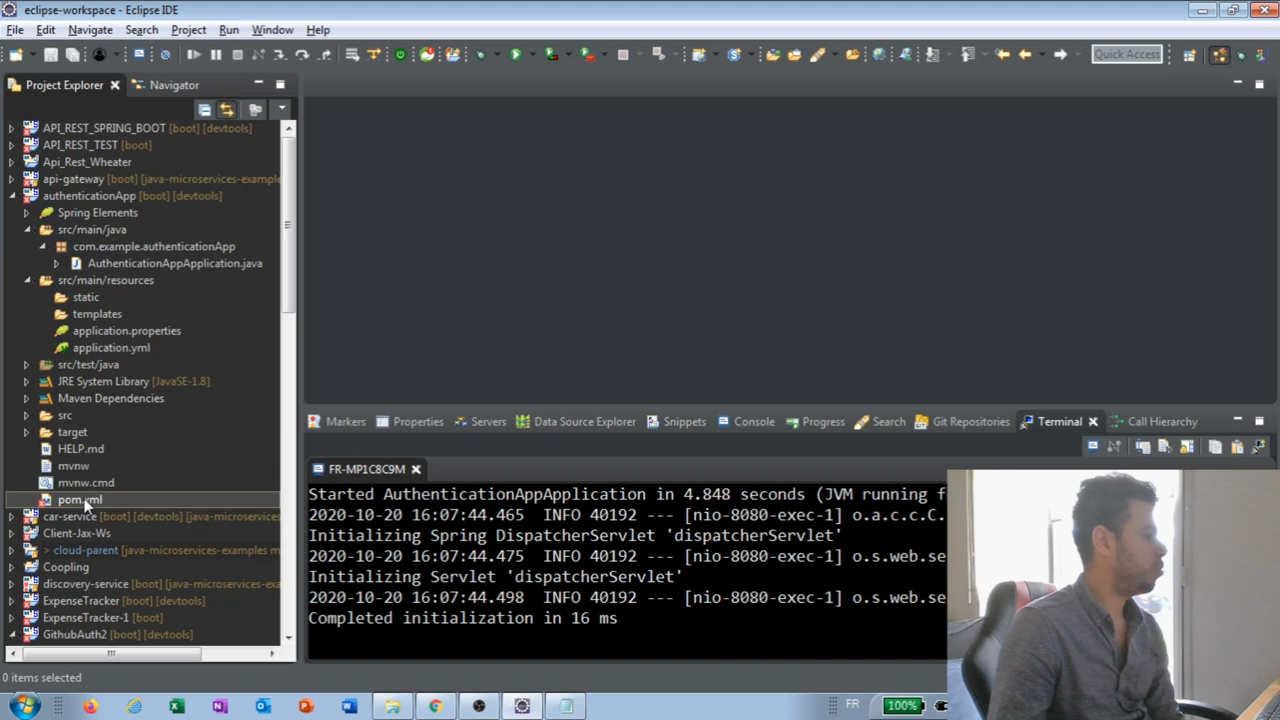 eclipse-workspace - Eclipse IDE
File Edit Navigate Search Project Run Window Help
Quick Access
Project Explorer Navigator
API_REST_SPRING_BOOT [boot] [devtools]
API_REST_TEST [boot]
Api_Rest_Wheater
api-gateway [boot] [java-microservices-example
authenticationApp [boot] [devtools]
Spring Elements
src/main/java
com.example.authenticationApp
AuthenticationAppApplication.java
src/main/resources
static
templates
application.properties
application.yml
src/test/java
JRE System Library [JavaSE-1.8]
Maven Dependencies
src
target
HELP.md
mvnw
mvnw.cmd
pom.xml
car-service [boot] [devtools] [java-microservices
Client-Jax-Ws
> cloud-parent [java-microservices-examples m
Coopling
discovery-service [boot] [java-microservices-exa
ExpenseTracker [boot] [devtools]
ExpenseTracker-1 [boot]
GithubAuth2 [boot] [devtools]
0 items selected
Markers Properties Servers Data Source Explorer Snippets Console Progress Search Git Repositories Terminal Call Hierarchy
FR-MP1C8C9M
Started AuthenticationAppApplication in 4.848 seconds (JVM running f
2020-10-20 16:07:44.465 INFO 40192 --- [nio-8080-exec-1] o.a.c.c.C.
Initializing Spring DispatcherServlet 'dispatcherServlet'
2020-10-20 16:07:44.475 INFO 40192 --- [nio-8080-exec-1] o.s.web.se
Initializing Servlet 'dispatcherServlet'
2020-10-20 16:07:44.498 INFO 40192 --- [nio-8080-exec-1] o.s.web.se
Completed initialization in 16 ms
FR 100%